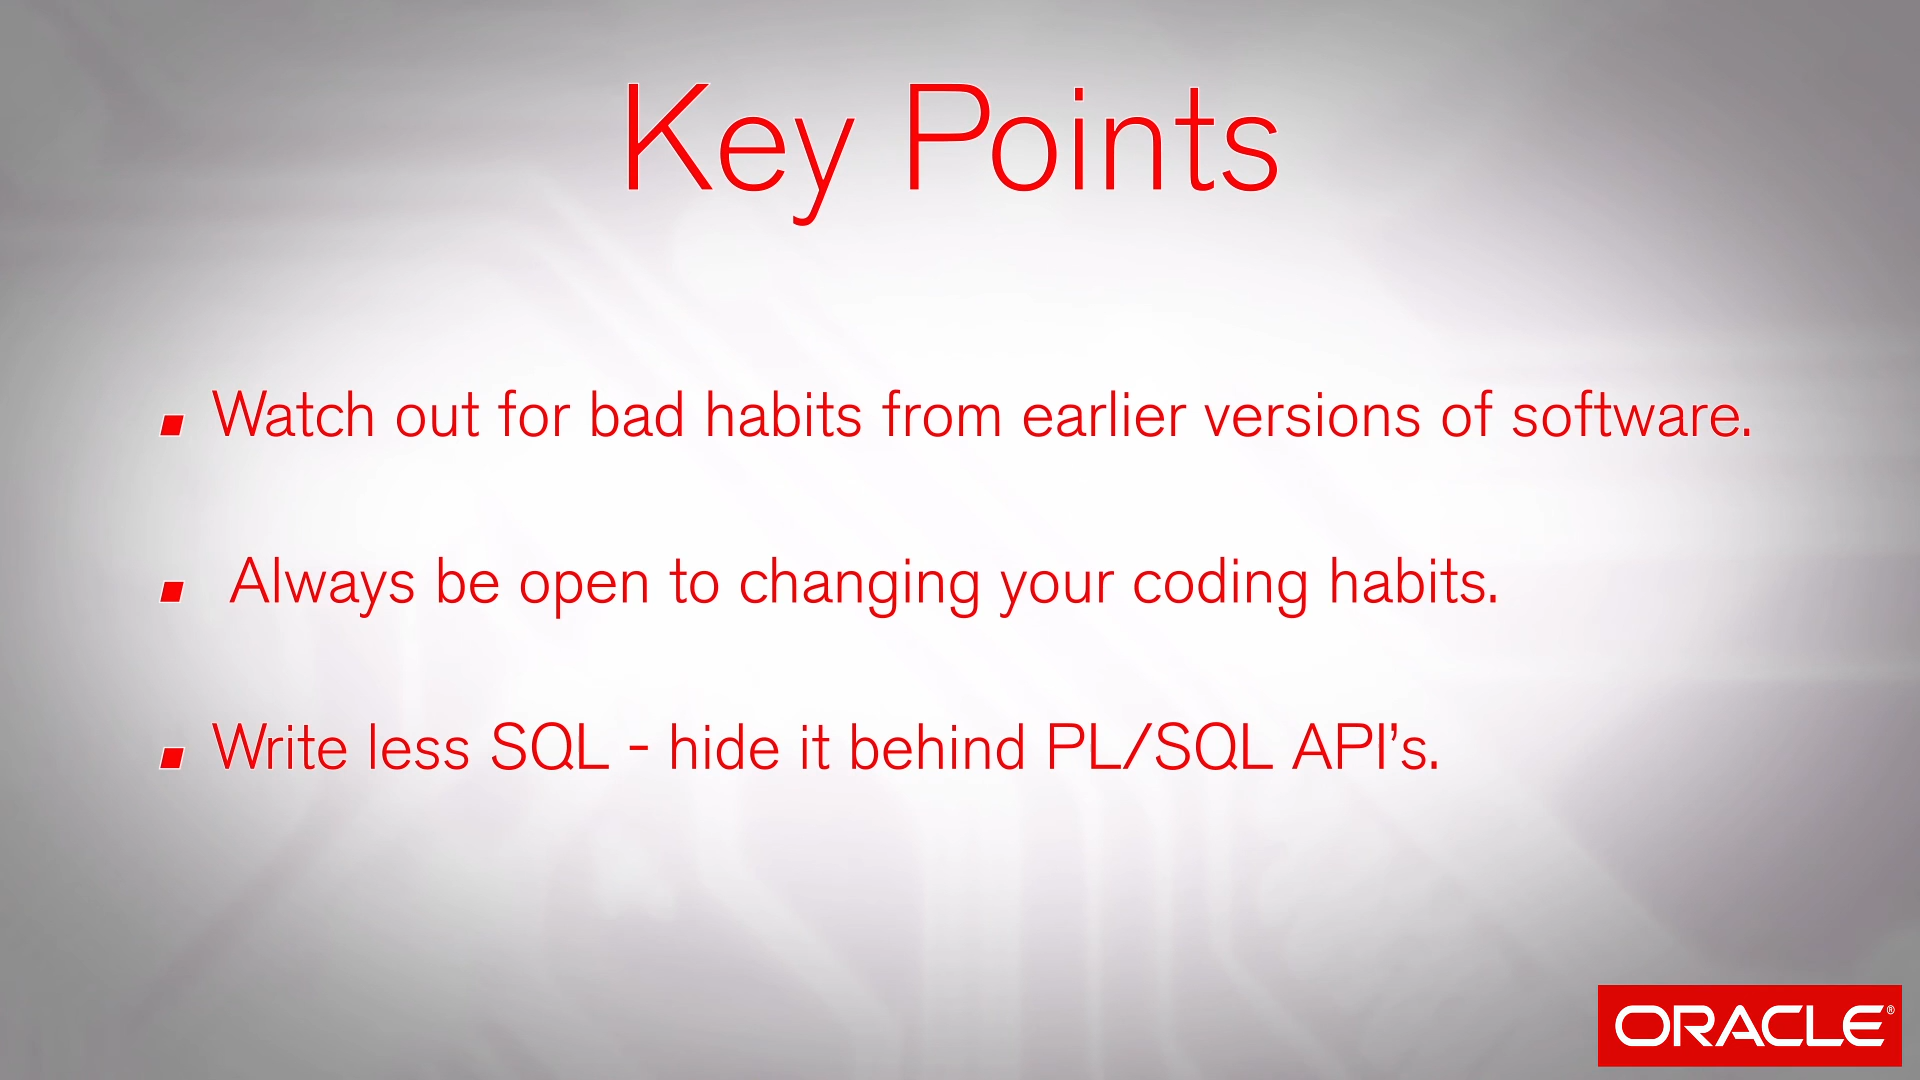 Key Points
Watch out for bad habits from earlier versions of software.
Always be open to changing your coding habits.
Write less SQL - hide it behind PL/SQL API’s.
ORACLE®